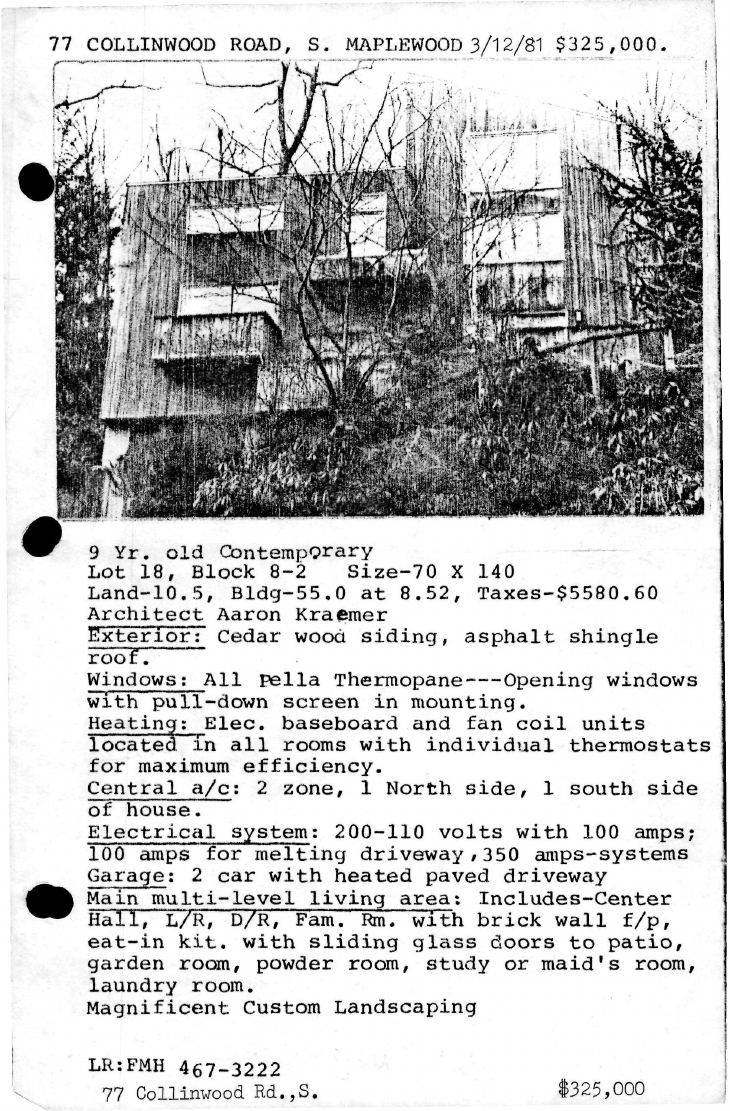 77 COLLINWOOD ROAD, S. MAPLEWOOD 3/12/81 $325,000.
9 Yr. old Contemporary
Lot 18, Block 8-2 Size-70 X 140
Land-10.5, Bldg-55.0 at 8.52, Taxes-$5580.60
Architect Aaron Kraemer
Exterior: Cedar wood siding, asphalt shingle
roof.
Windows: All Pella Thermopane---Opening windows
with pull-down screen in mounting.
Heating: Elec. baseboard and fan coil units
located in all rooms with individual thermostats
for maximum efficiency.
Central a/c: 2 zone, 1 North side, 1 south side
of house.
Electrical system: 200-110 volts with 100 amps;
100 amps for melting driveway,350 amps-systems
Garage: 2 car with heated paved driveway
Main multi-level living area: Includes-Center
Hall, L/R, D/R, Fam. Rm. with brick wall f/p,
eat-in kit. with sliding glass doors to patio,
garden room, powder room, study or maid's room,
laundry room.
Magnificent Custom Landscaping
LR:FMH 467-3222
77 Collinwood Rd.,S. $325,000